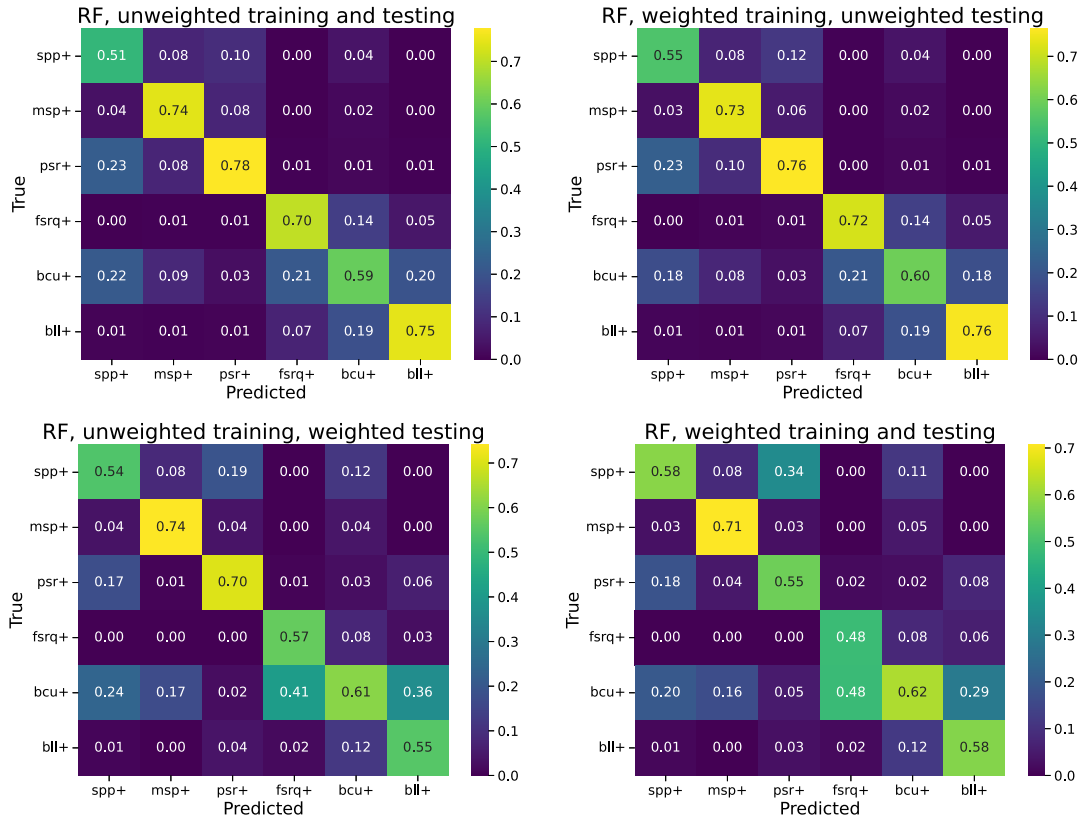 RF, unweighted training and testing
spp+ 0.51 0.08 0.10 0.00 0.04 0.00
msp+ 0.04 0.74 0.08 0.00 0.02 0.00
psr+ 0.23 0.08 0.78 0.01 0.01 0.01
fsrq+ 0.00 0.01 0.01 0.70 0.14 0.05
bcu+ 0.22 0.09 0.03 0.21 0.59 0.20
bll+ 0.01 0.01 0.01 0.07 0.19 0.75
spp+ msp+ psr+ fsrq+ bcu+ bll+
Predicted
True
0.7
0.6
0.5
0.4
0.3
0.2
0.1
0.0
RF, weighted training, unweighted testing
spp+ 0.55 0.08 0.12 0.00 0.04 0.00
msp+ 0.03 0.73 0.06 0.00 0.02 0.00
psr+ 0.23 0.10 0.76 0.00 0.01 0.01
fsrq+ 0.00 0.01 0.01 0.72 0.14 0.05
bcu+ 0.18 0.08 0.03 0.21 0.60 0.18
bll+ 0.01 0.01 0.01 0.07 0.19 0.76
spp+ msp+ psr+ fsrq+ bcu+ bll+
Predicted
True
0.7
0.6
0.5
0.4
0.3
0.2
0.1
0.0
RF, unweighted training, weighted testing
spp+ 0.54 0.08 0.19 0.00 0.12 0.00
msp+ 0.04 0.74 0.04 0.00 0.04 0.00
psr+ 0.17 0.01 0.70 0.01 0.03 0.06
fsrq+ 0.00 0.00 0.00 0.57 0.08 0.03
bcu+ 0.24 0.17 0.02 0.41 0.61 0.36
bll+ 0.01 0.00 0.04 0.02 0.12 0.55
spp+ msp+ psr+ fsrq+ bcu+ bll+
Predicted
True
0.7
0.6
0.5
0.4
0.3
0.2
0.1
0.0
RF, weighted training and testing
spp+ 0.58 0.08 0.34 0.00 0.11 0.00
msp+ 0.03 0.71 0.03 0.00 0.05 0.00
psr+ 0.18 0.04 0.55 0.02 0.02 0.08
fsrq+ 0.00 0.00 0.00 0.48 0.08 0.06
bcu+ 0.20 0.16 0.05 0.48 0.62 0.29
bll+ 0.01 0.00 0.03 0.02 0.12 0.58
spp+ msp+ psr+ fsrq+ bcu+ bll+
Predicted
True
0.7
0.6
0.5
0.4
0.3
0.2
0.1
0.0